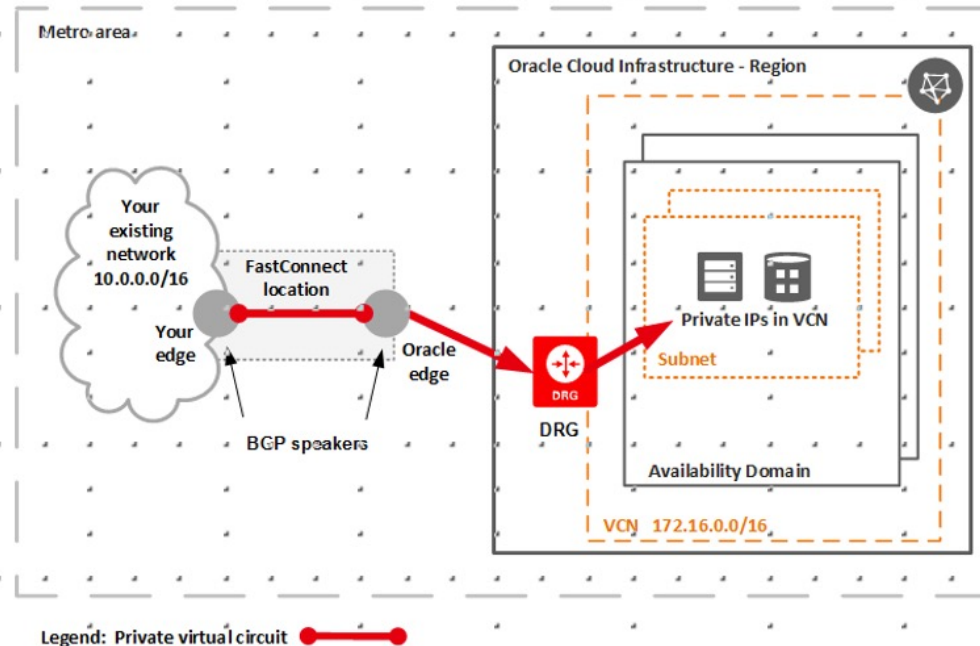 Metro area
Oracle Cloud Infrastructure - Region
Your
existing
network
10.0.0.0/16
FastConnect
location
Your
edge
Oracle
edge
BGP speakers
DRG
DRG
Private IPs in VCN
Subnet
Availability Domain
VCN 172.16.0.0/16
Legend: Private virtual circuit